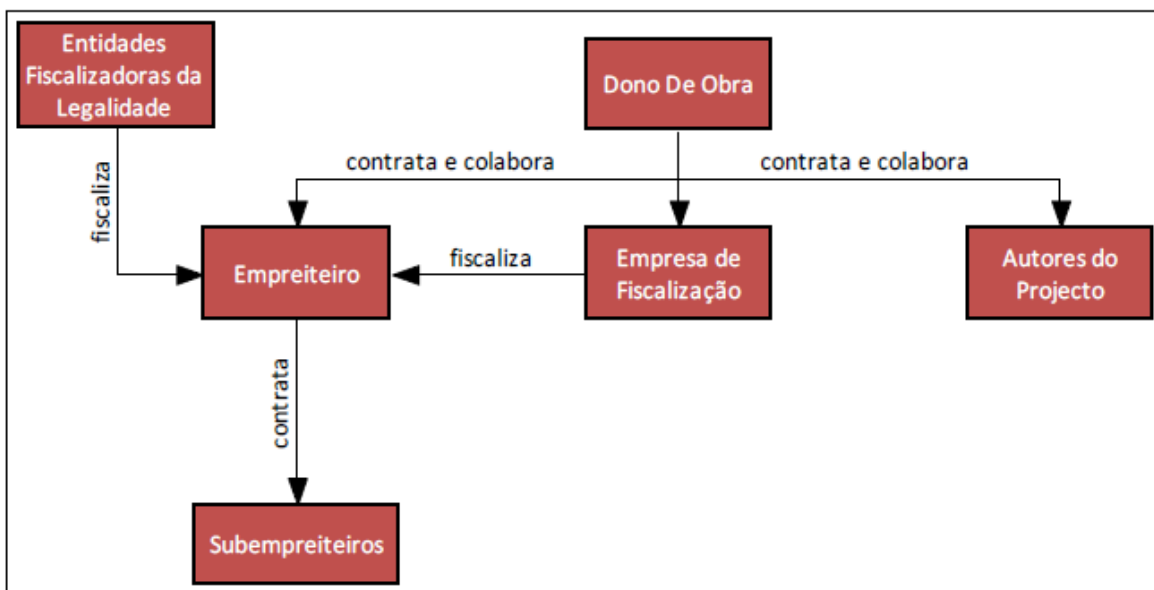 Entidades
Fiscalizadoras da
Legalidade
Dono De Obra
contrata e colabora
contrata e colabora
fiscaliza
Empreiteiro
fiscaliza
Empresa de
Fiscalização
Autores do
Projecto
contrata
Subempreiteiros